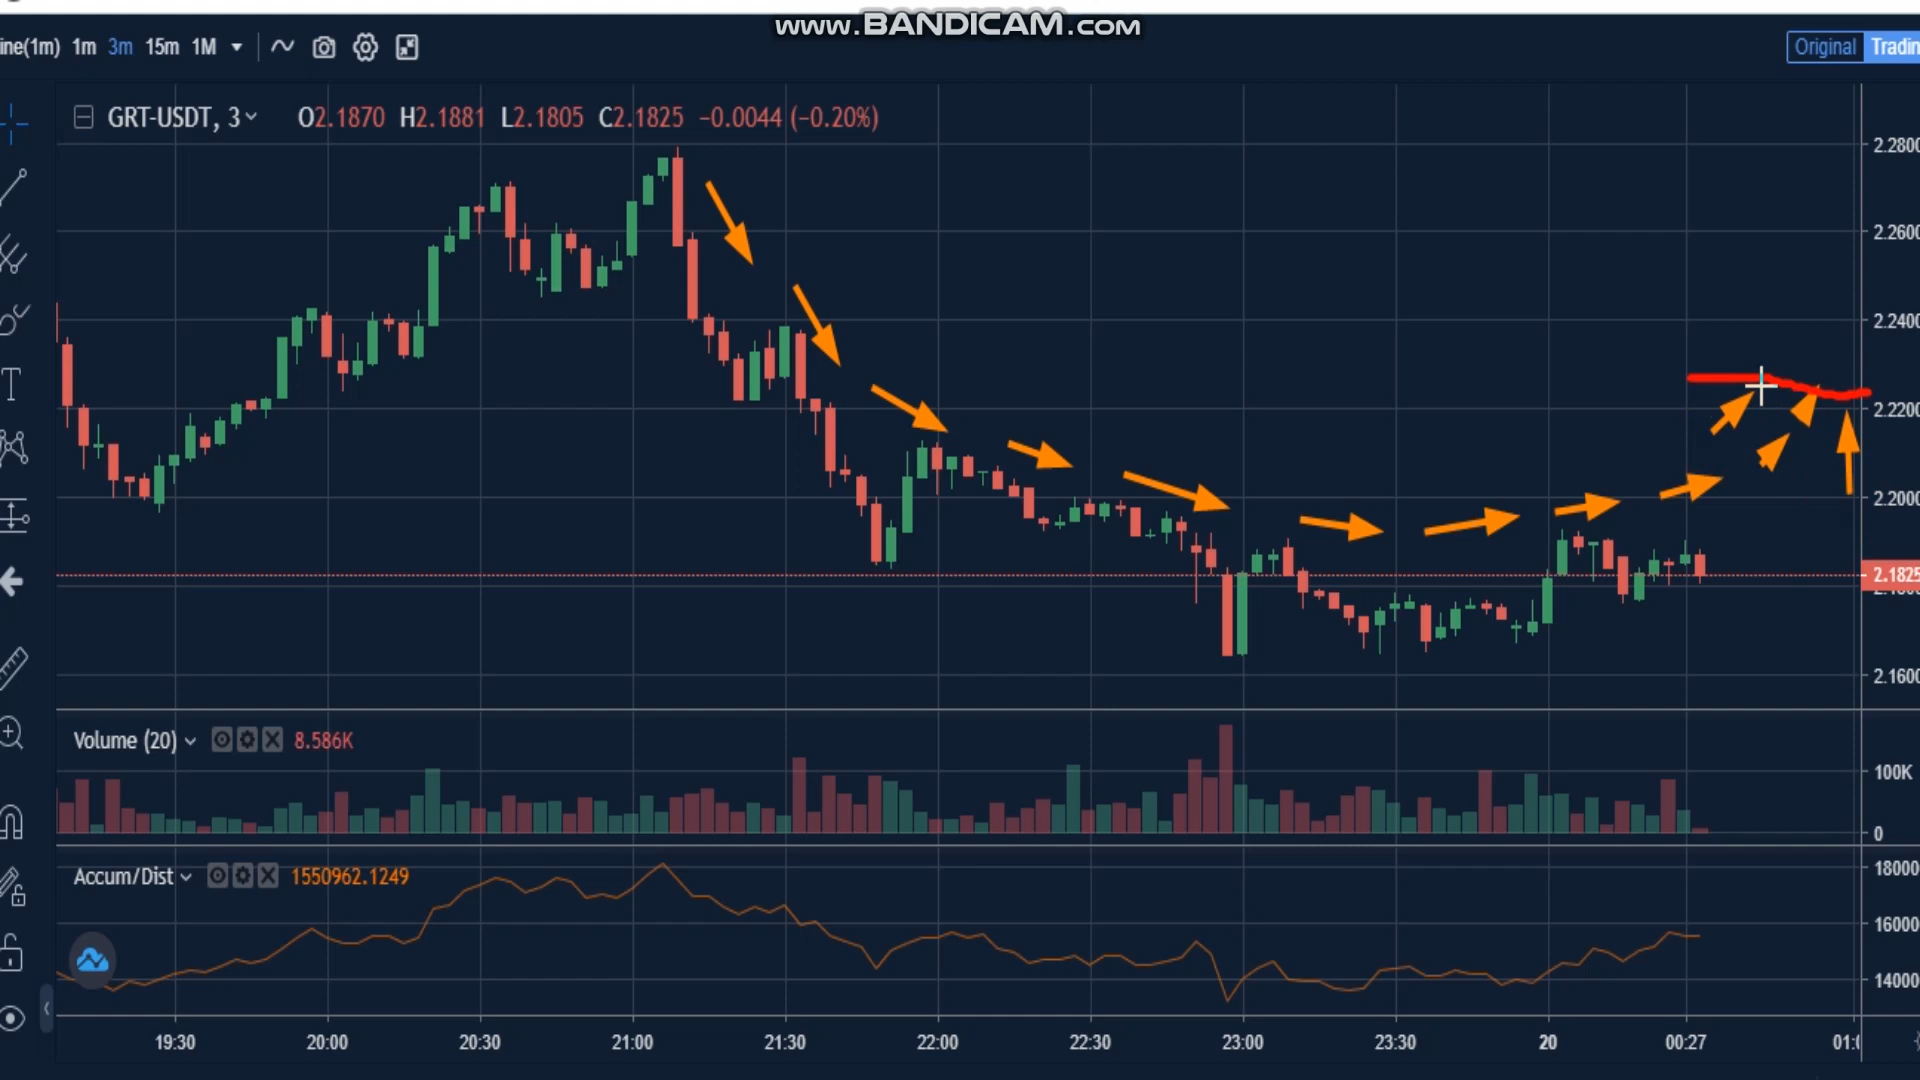 www.BANDICAM.com
ine(1m) 1m 3m 15m 1M
Original Tradin
GRT-USDT, 3 O2.1870 H2.1881 L2.1805 C2.1825 −0.0044 (−0.20%)
2.2800
2.2600
2.2400
2.2200
2.2000
2.1825
2.1600
Volume (20) 8.586K
100K
0
Accum/Dist 1550962.1249
18000
16000
14000
19:30 20:00 20:30 21:00 21:30 22:00 22:30 23:00 23:30 20 00:27 01:0